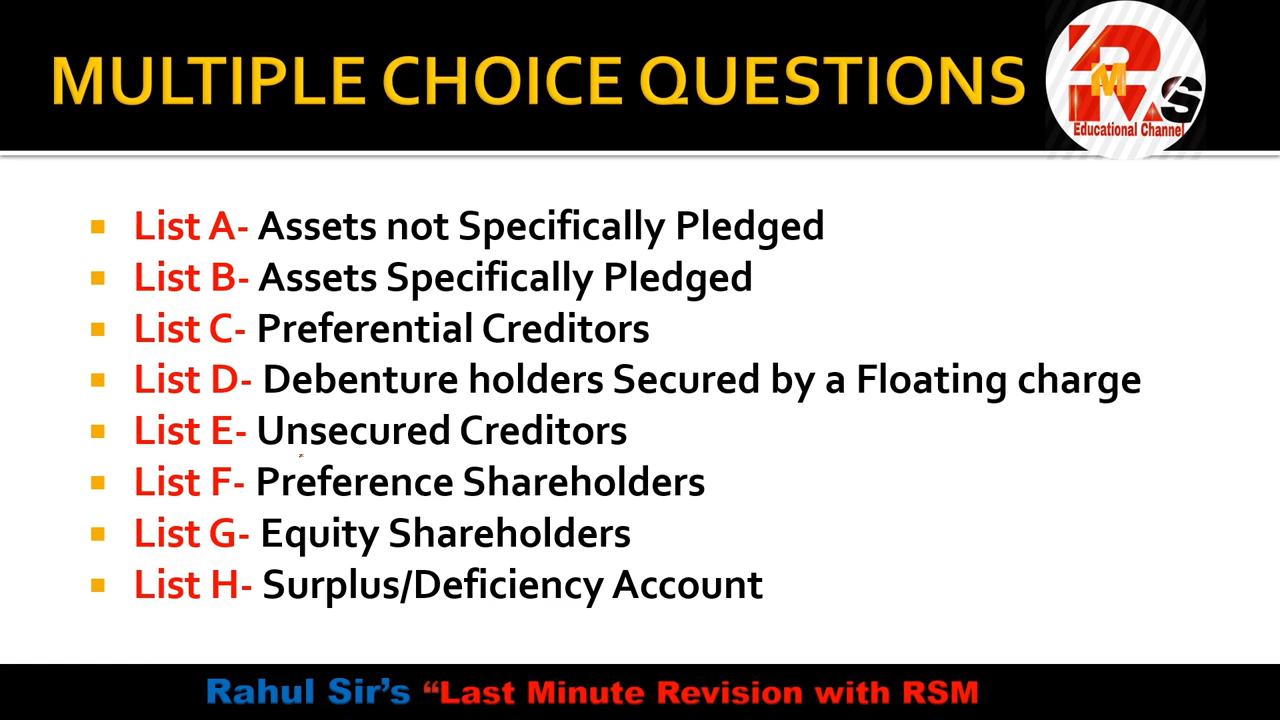 MULTIPLE CHOICE QUESTIONS
RMS
Educational Channel
List A- Assets not Specifically Pledged
List B- Assets Specifically Pledged
List C- Preferential Creditors
List D- Debenture holders Secured by a Floating charge
List E- Unsecured Creditors
List F- Preference Shareholders
List G- Equity Shareholders
List H- Surplus/Deficiency Account
Rahul Sir's “Last Minute Revision with RSM